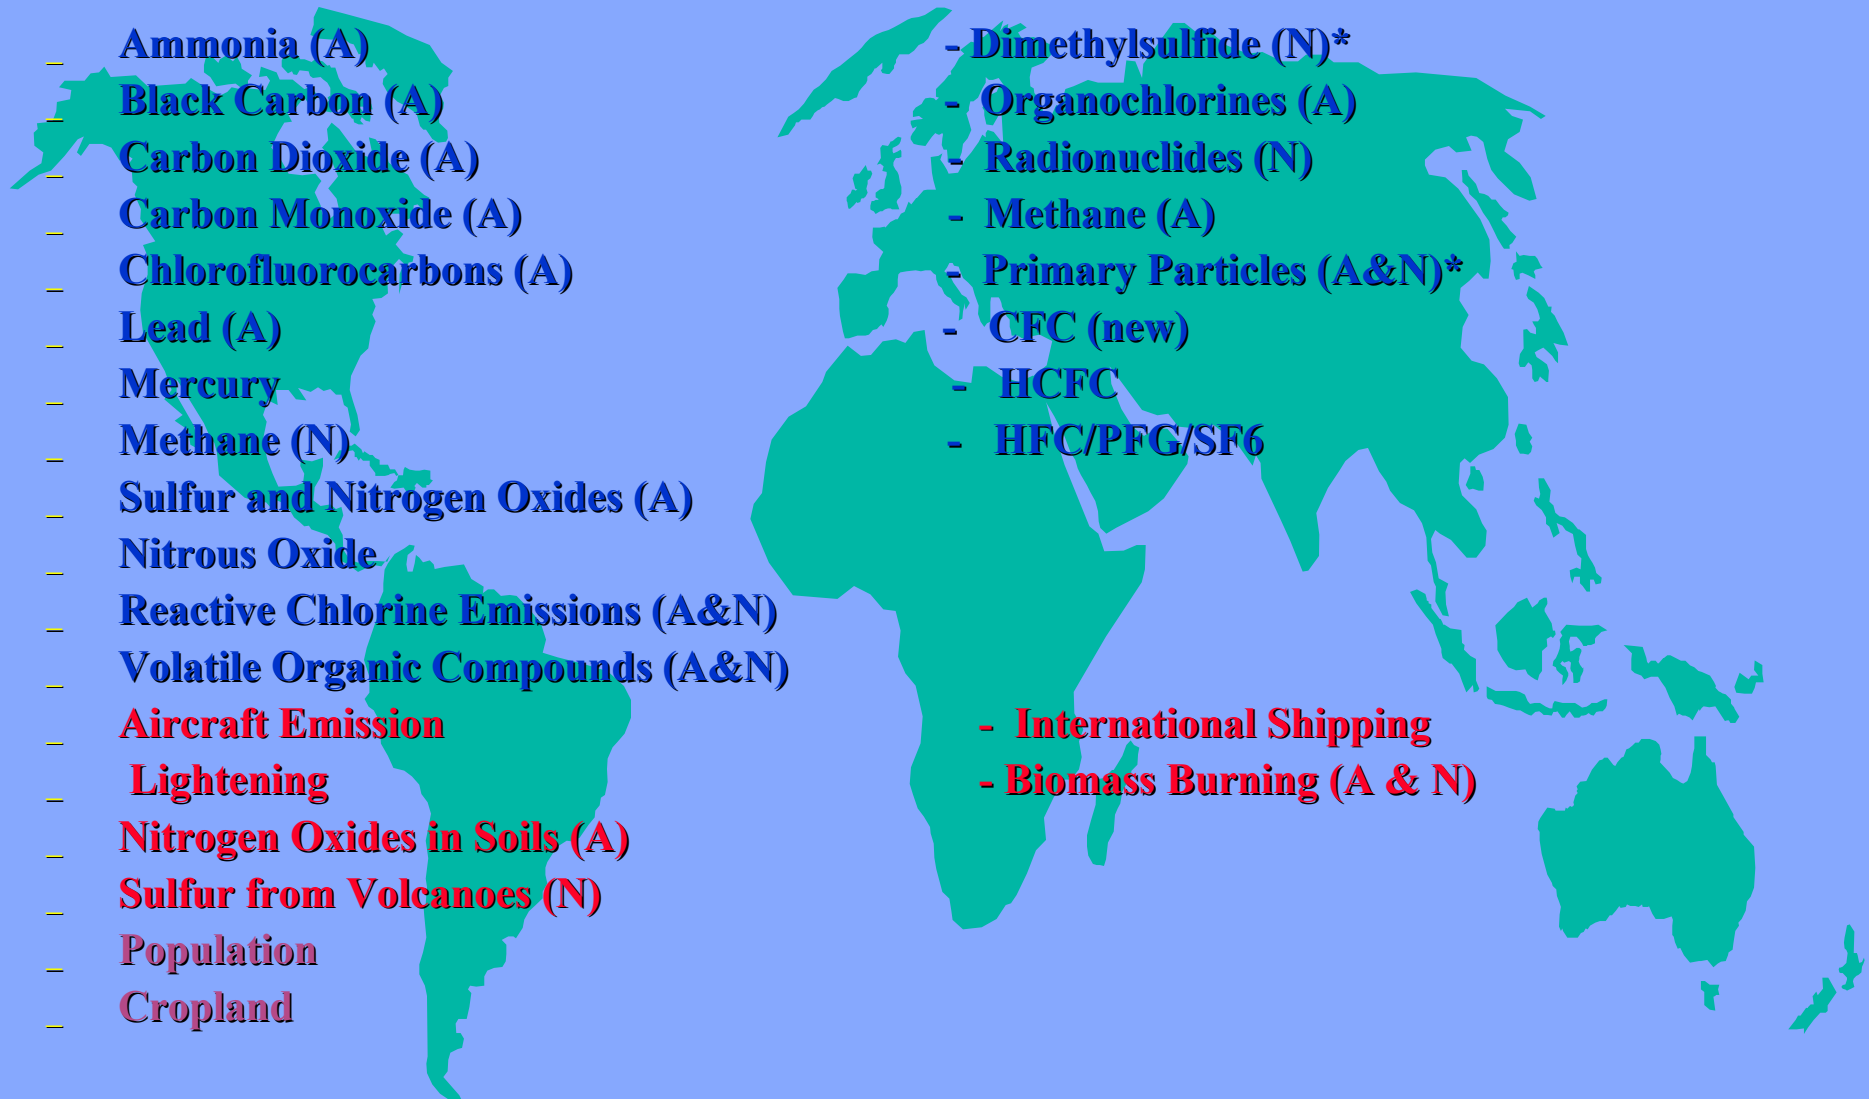 _ Ammonia (A)
_ Black Carbon (A)
_ Carbon Dioxide (A)
_ Carbon Monoxide (A)
_ Chlorofluorocarbons (A)
_ Lead (A)
_ Mercury
_ Methane (N)
_ Sulfur and Nitrogen Oxides (A)
_ Nitrous Oxide
_ Reactive Chlorine Emissions (A&N)
_ Volatile Organic Compounds (A&N)
_ Aircraft Emission
_ Lightening
_ Nitrogen Oxides in Soils (A)
_ Sulfur from Volcanoes (N)
_ Population
_ Cropland
- Dimethylsulfide (N)*
- Organochlorines (A)
- Radionuclides (N)
- Methane (A)
- Primary Particles (A&N)*
- CFC (new)
- HCFC
- HFC/PFG/SF6
- International Shipping
- Biomass Burning (A & N)